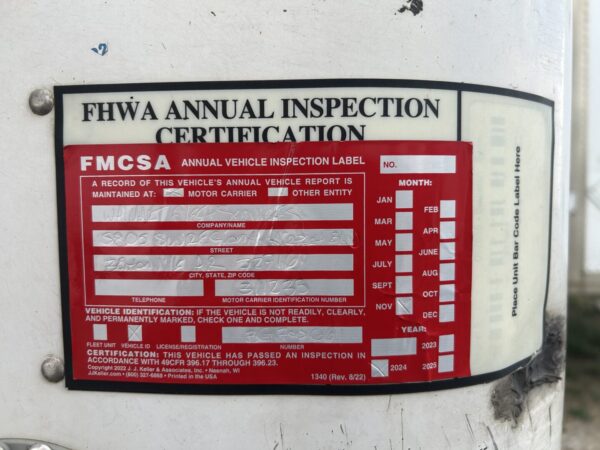 FHWA ANNUAL INSPECTION
CERTIFICATION
FMCSA ANNUAL VEHICLE INSPECTION LABEL
NO.
A RECORD OF THIS VEHICLE'S ANNUAL VEHICLE REPORT IS
MAINTAINED AT: MOTOR CARRIER OTHER ENTITY
COMPANY/NAME
STREET
CITY, STATE, ZIP CODE
TELEPHONE MOTOR CARRIER IDENTIFICATION NUMBER
VEHICLE IDENTIFICATION: IF THE VEHICLE IS NOT READILY, CLEARLY,
AND PERMANENTLY MARKED, CHECK ONE AND COMPLETE.
FLEET UNIT VEHICLE ID LICENSE/REGISTRATION NUMBER
CERTIFICATION: THIS VEHICLE HAS PASSED AN INSPECTION IN
ACCORDANCE WITH 49CFR 396.17 THROUGH 396.23.
Copyright 2022 J. J. Keller & Associates, Inc. • Neenah, WI
JJKeller.com • (800) 327-6868 • Printed in the USA
1340 (Rev. 8/22)
MONTH:
JAN FEB
MAR APR
MAY JUNE
JULY AUG
SEPT OCT
NOV DEC
YEAR:
2023
2024 2025
Place Unit Bar Code Label Here